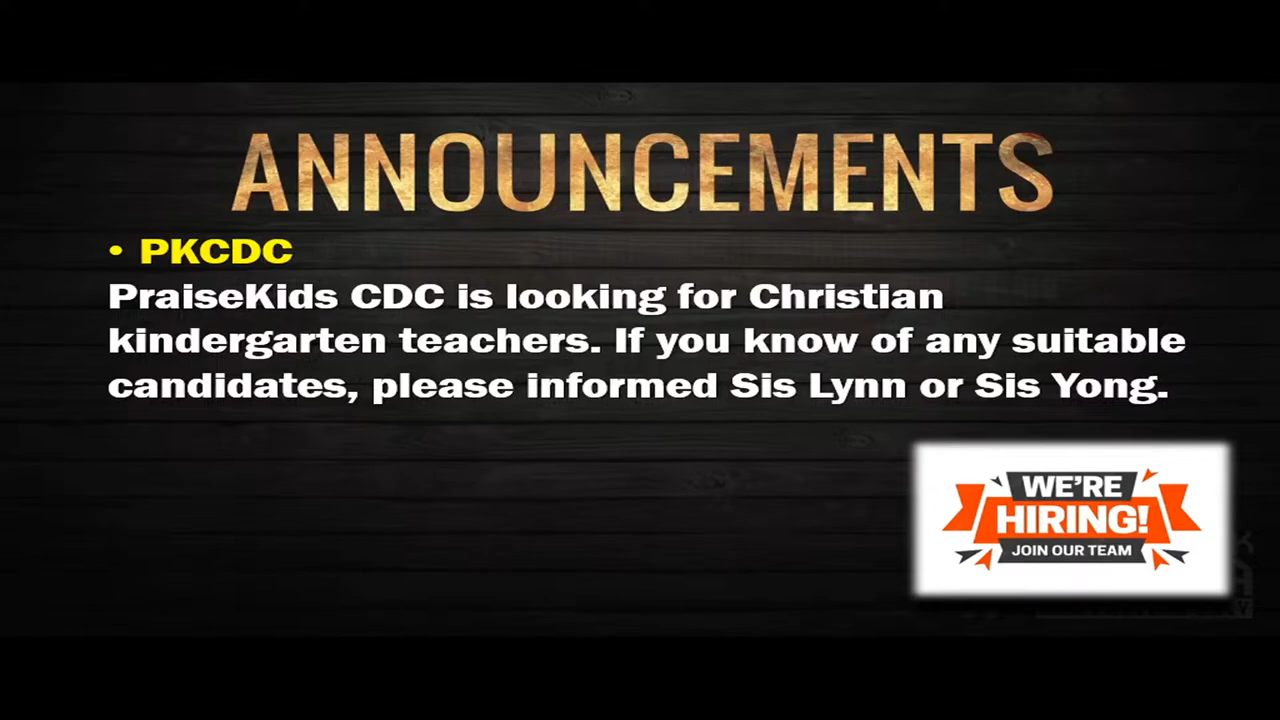 ANNOUNCEMENTS
• PKCDC
PraiseKids CDC is looking for Christian
kindergarten teachers. If you know of any suitable
candidates, please informed Sis Lynn or Sis Yong.
WE'RE
HIRING!
JOIN OUR TEAM